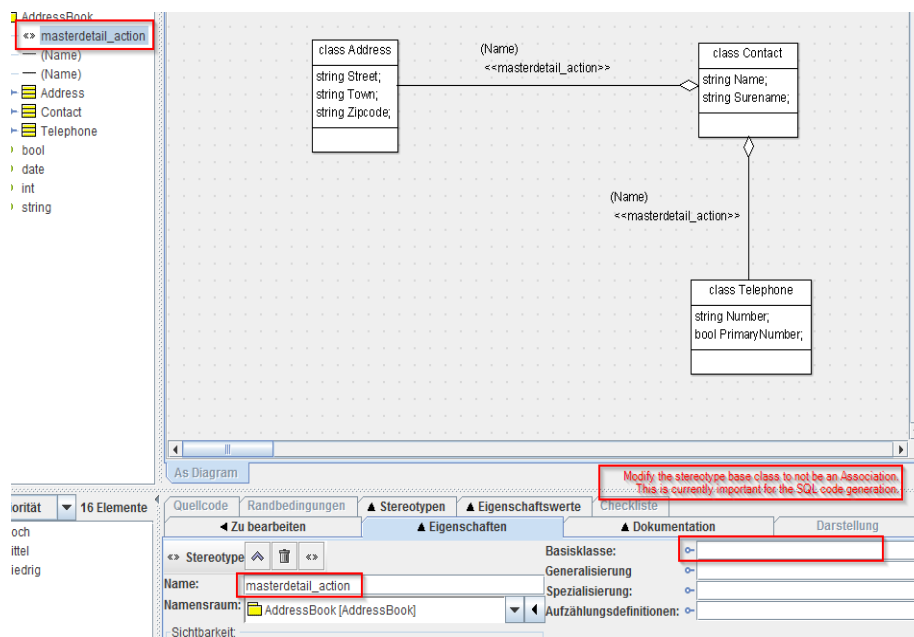 AddressBook
«» masterdetail_action
(Name)
(Name)
Address
Contact
Telephone
bool
date
int
string
class Address
string Street;
string Town;
string Zipcode;
(Name)
<<masterdetail_action>>
class Contact
string Name;
string Surename;
(Name)
<<masterdetail_action>>
class Telephone
string Number;
bool PrimaryNumber;
As Diagram
Modify the stereotype base class to not be an Association.
This is currently important for the SQL code generation.
orität 16 Elemente
och
ittel
iedrig
Quellcode Randbedingungen Stereotypen Eigenschaftswerte Checkliste
Zu bearbeiten Eigenschaften Dokumentation Darstellung
«» Stereotype «»
Name: masterdetail_action
Namensraum: AddressBook [AddressBook]
Sichtbarkeit:
Basisklasse:
Generalisierung
Spezialisierung:
Aufzählungsdefinitionen: